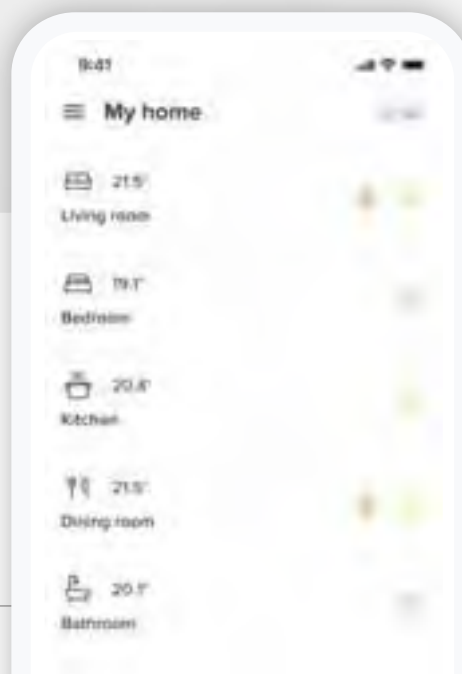 9:41
My home
21.5°
Living room
19.1°
Bedroom
20.4°
Kitchen
21.5°
Dining room
20.1°
Bathroom